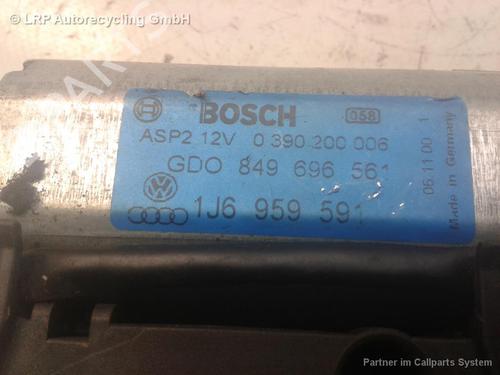 © LRP Autorecycling GmbH
BOSCH
058
ASP2 12V 0 390 200 006
GDO 849 696 561
1J6 959 591
06.11.00 1
Made in Germany
Partner im Callparts System